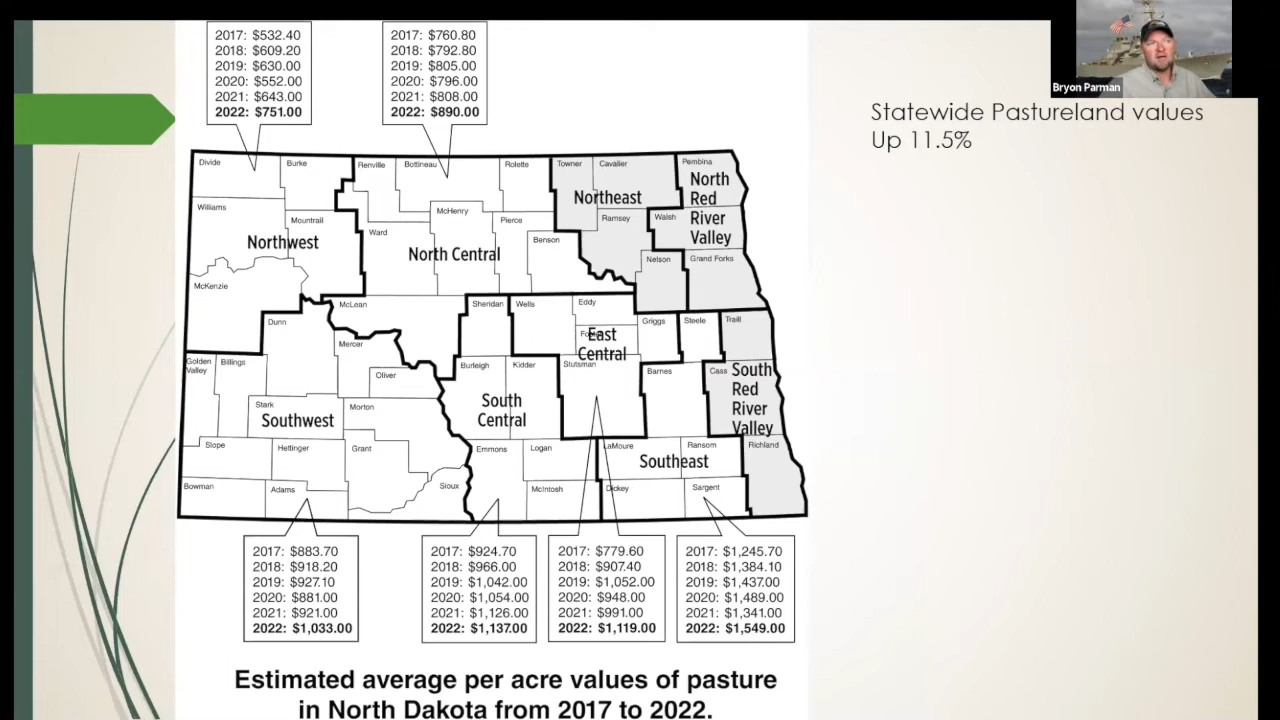 2017: $532.40
2018: $609.20
2019: $630.00
2020: $552.00
2021: $643.00
2022: $751.00
2017: $760.80
2018: $792.80
2019: $805.00
2020: $796.00
2021: $808.00
2022: $890.00
Bryon Parman
Statewide Pastureland values
Up 11.5%
Divide
Burke
Renville
Bottineau
Rolette
Towner
Cavalier
Pembina
North
Red
River
Valley
Northeast
Williams
Mountrail
Northwest
McHenry
Pierce
Ward
North Central
Benson
Ramsey
Walsh
Nelson
Grand Forks
McKenzie
McLean
Sheridan
Wells
Eddy
East
Central
Griggs
Steele
Traill
Dunn
Mercer
Oliver
Golden
Valley
Billings
Burleigh
Kidder
Stutsman
Barnes
Cass
South
Red
River
Valley
Stark
Morton
Southwest
South
Central
Slope
Hettinger
Grant
Emmons
Logan
LaMoure
Ransom
Richland
Southeast
Bowman
Adams
Sioux
McIntosh
Dickey
Sargent
2017: $883.70
2018: $918.20
2019: $927.10
2020: $881.00
2021: $921.00
2022: $1,033.00
2017: $924.70
2018: $966.00
2019: $1,042.00
2020: $1,054.00
2021: $1,126.00
2022: $1,137.00
2017: $779.60
2018: $907.40
2019: $1,052.00
2020: $948.00
2021: $991.00
2022: $1,119.00
2017: $1,245.70
2018: $1,384.10
2019: $1,437.00
2020: $1,489.00
2021: $1,341.00
2022: $1,549.00
Estimated average per acre values of pasture
in North Dakota from 2017 to 2022.